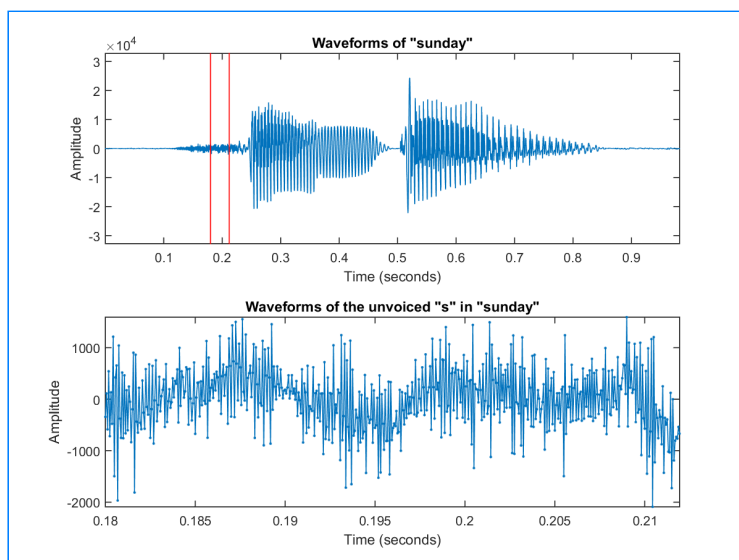 Waveforms of "sunday"
×10⁴
3
2
1
0
-1
-2
-3
Amplitude
0.1 0.2 0.3 0.4 0.5 0.6 0.7 0.8 0.9
Time (seconds)
Waveforms of the unvoiced "s" in "sunday"
1000
0
-1000
-2000
Amplitude
0.18 0.185 0.19 0.195 0.2 0.205 0.21
Time (seconds)